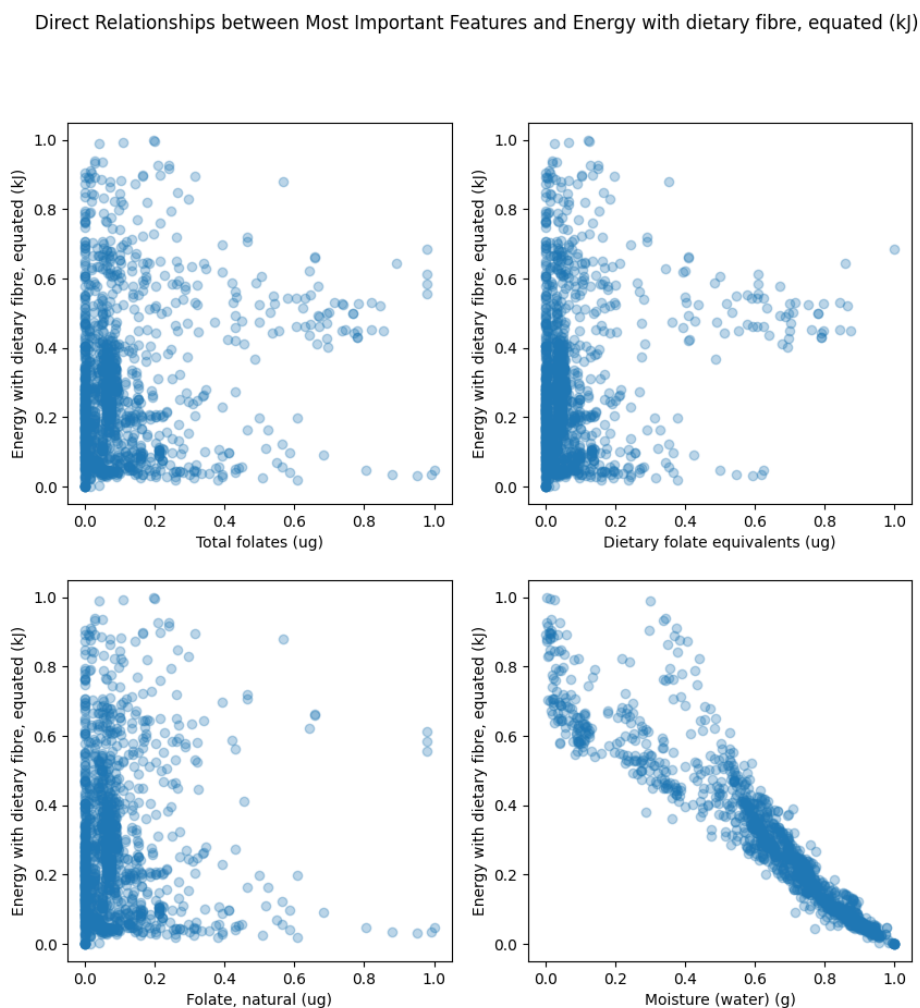 Direct Relationships between Most Important Features and Energy with dietary fibre, equated (kJ)
Energy with dietary fibre, equated (kJ)
1.0
0.8
0.6
0.4
0.2
0.0
0.0 0.2 0.4 0.6 0.8 1.0
Total folates (ug)
Energy with dietary fibre, equated (kJ)
1.0
0.8
0.6
0.4
0.2
0.0
0.0 0.2 0.4 0.6 0.8 1.0
Dietary folate equivalents (ug)
Energy with dietary fibre, equated (kJ)
1.0
0.8
0.6
0.4
0.2
0.0
0.0 0.2 0.4 0.6 0.8 1.0
Folate, natural (ug)
Energy with dietary fibre, equated (kJ)
1.0
0.8
0.6
0.4
0.2
0.0
0.0 0.2 0.4 0.6 0.8 1.0
Moisture (water) (g)